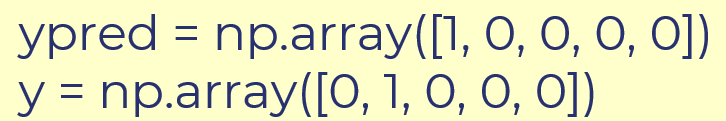 ypred = np.array([1, 0, 0, 0, 0])
y = np.array([0, 1, 0, 0, 0])